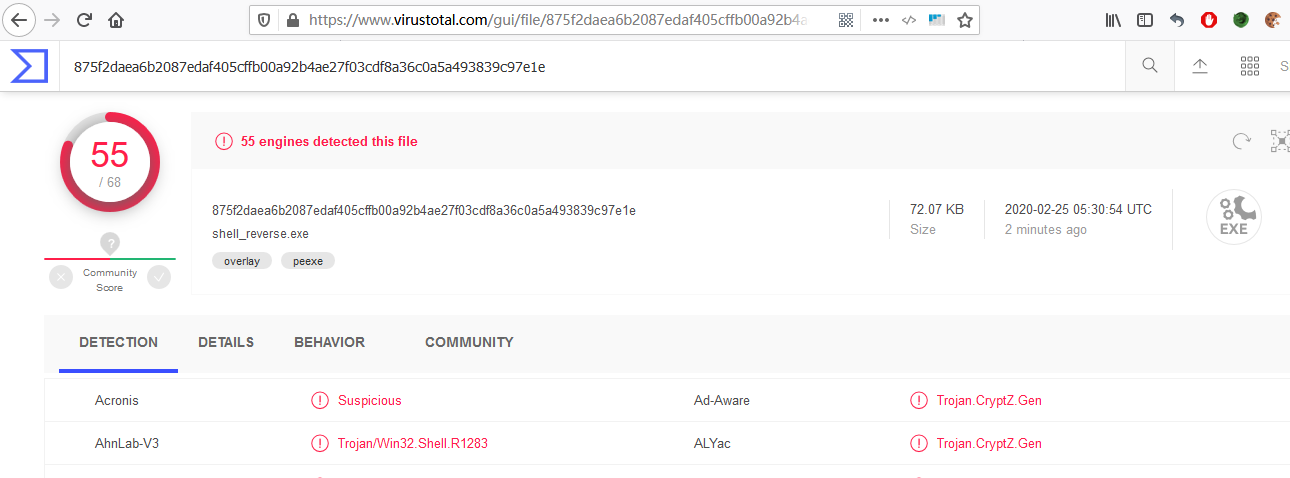 https://www.virustotal.com/gui/file/875f2daea6b2087edaf405cffb00a92b4a
875f2daea6b2087edaf405cffb00a92b4ae27f03cdf8a36c0a5a493839c97e1e S
55 / 68
55 engines detected this file
875f2daea6b2087edaf405cffb00a92b4ae27f03cdf8a36c0a5a493839c97e1e
shell_reverse.exe
overlay peexe
72.07 KB
Size
2020-02-25 05:30:54 UTC
2 minutes ago
EXE
?
Community
Score
DETECTION DETAILS BEHAVIOR COMMUNITY
Acronis Suspicious Ad-Aware Trojan.CryptZ.Gen
AhnLab-V3 Trojan/Win32.Shell.R1283 ALYac Trojan.CryptZ.Gen